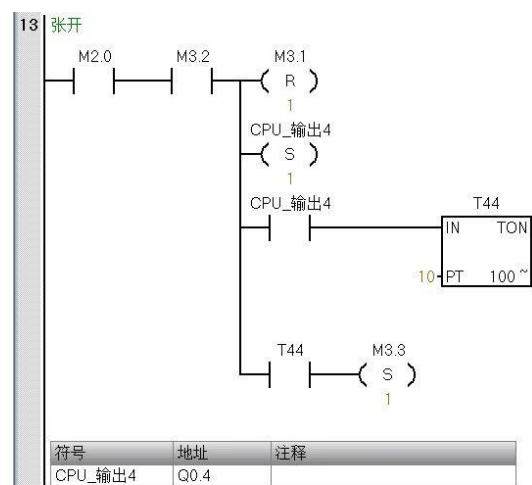 13 张开
M2.0 M3.2 M3.1
R
1
CPU_输出4
S
1
CPU_输出4 T44
IN TON
10 PT 100~
T44 M3.3
S
1
符号 地址 注释
CPU_输出4 Q0.4